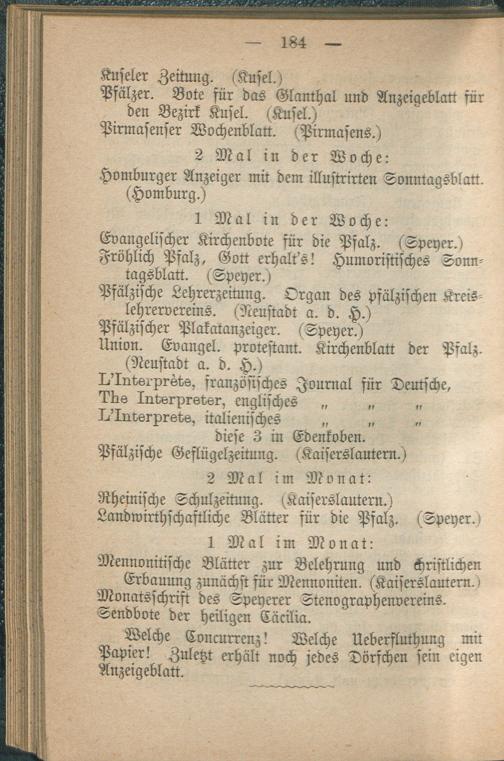 — 184 —
Kuseler Zeitung. (Kusel.)
Pfälzer. Bote für das Glanthal und Anzeigeblatt für
den Bezirk Kusel. (Kusel.)
Pirmasenser Wochenblatt. (Pirmasens.)
2 Mal in der Woche:
Homburger Anzeiger mit dem illustrirten Sonntagsblatt.
(Homburg.)
1 Mal in der Woche:
Evangelischer Kirchenbote für die Pfalz. (Speyer.)
Fröhlich Pfalz, Gott erhalt's! Humoristisches Sonn-
tagsblatt. (Speyer.)
Pfälzische Lehrerzeitung. Organ des pfälzischen Kreis-
lehrervereins. (Neustadt a. d. H.)
Pfälzischer Plakatanzeiger. (Speyer.)
Union. Evangel. protestant. Kirchenblatt der Pfalz.
(Neustadt a. d. H.)
L'Interprète, französisches Journal für Deutsche,
The Interpreter, englisches „ „ „
L'Interprete, italienisches „ „ „
diese 3 in Edenkoben.
Pfälzische Geflügelzeitung. (Kaiserslautern.)
2 Mal im Monat:
Rheinische Schulzeitung. (Kaiserslautern.)
Landwirthschaftliche Blätter für die Pfalz. (Speyer.)
1 Mal im Monat:
Mennonitische Blätter zur Belehrung und christlichen
Erbauung zunächst für Mennoniten. (Kaiserslautern.)
Monatsschrift des Speyerer Stenographenvereins.
Sendbote der heiligen Cäcilia.
Welche Concurrenz! Welche Ueberfluthung mit
Papier! Zuletzt erhält noch jedes Dörfchen sein eigen
Anzeigeblatt.